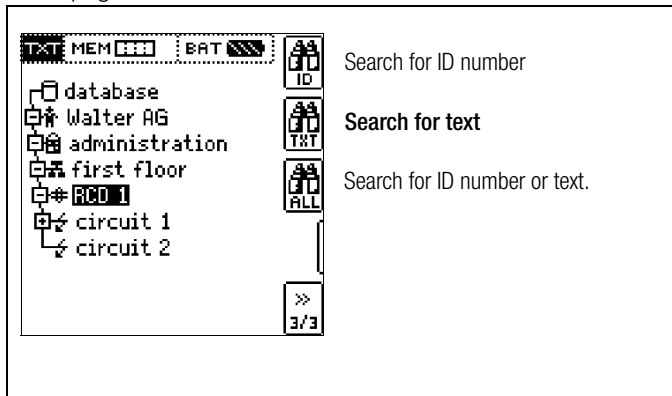 TXT MEM BAT
ID
Search for ID number
database
Walter AG
TXT
Search for text
administration
first floor
ALL
Search for ID number or text.
RCD 1
circuit 1
circuit 2
»
3/3